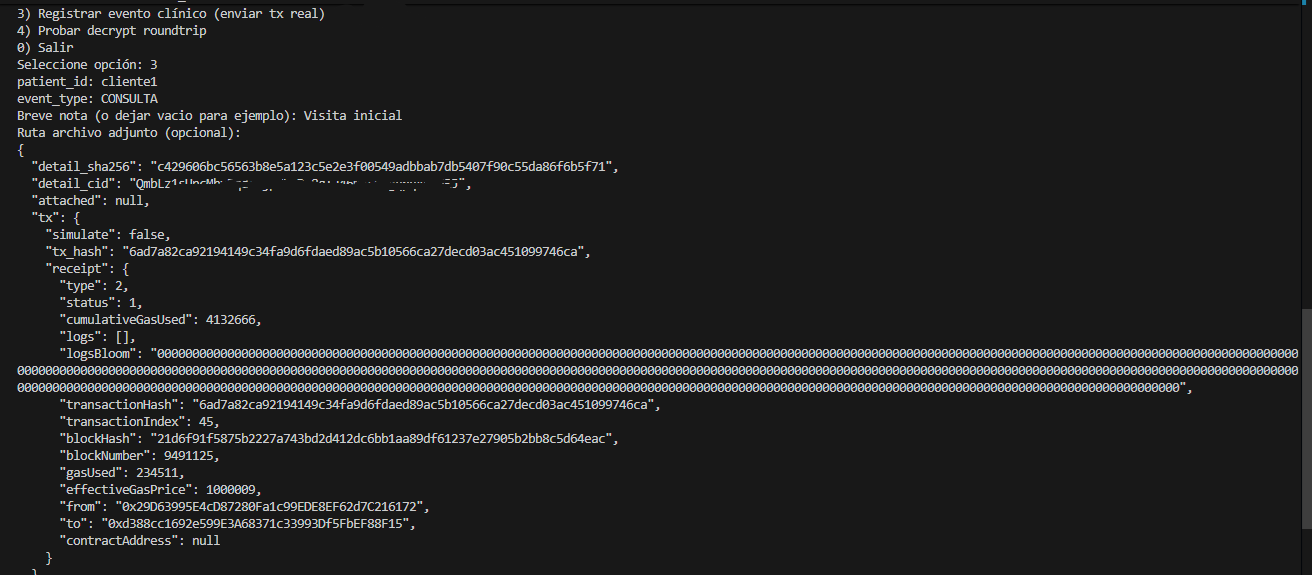 3) Registrar evento clínico (enviar tx real)
4) Probar decrypt roundtrip
0) Salir
Seleccione opción: 3
patient_id: cliente1
event_type: CONSULTA
Breve nota (o dejar vacio para ejemplo): Visita inicial
Ruta archivo adjunto (opcional):
{
"detail_sha256": "c429606bc56563b8e5a123c5e2e3f00549adbbab7db5407f90c55da86f6b5f71",
"detail_cid":
"attached": null,
"tx": {
"simulate": false,
"tx_hash": "6ad7a82ca92194149c34fa9d6fdaed89ac5b10566ca27decd03ac451099746ca",
"receipt": {
"type": 2,
"status": 1,
"cumulativeGasUsed": 4132666,
"logs": [],
"logsBloom":
"transactionHash": "6ad7a82ca92194149c34fa9d6fdaed89ac5b10566ca27decd03ac451099746ca",
"transactionIndex": 45,
"blockHash": "21d6f91f5875b2227a743bd2d412dc6bb1aa89df61237e27905b2bb8c5d64eac",
"blockNumber": 9491125,
"gasUsed": 234511,
"effectiveGasPrice": 1000009,
"from": "0x29D63995E4cD87280Fa1c99EDE8EF62d7C216172",
"to": "0xd388cc1692e599E3A68371c33993Df5FbEF88F15",
"contractAddress": null
}
}